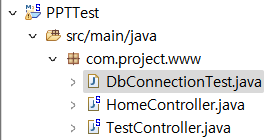 PPTTest
src/main/java
com.project.www
DbConnectionTest.java
HomeController.java
TestController.java